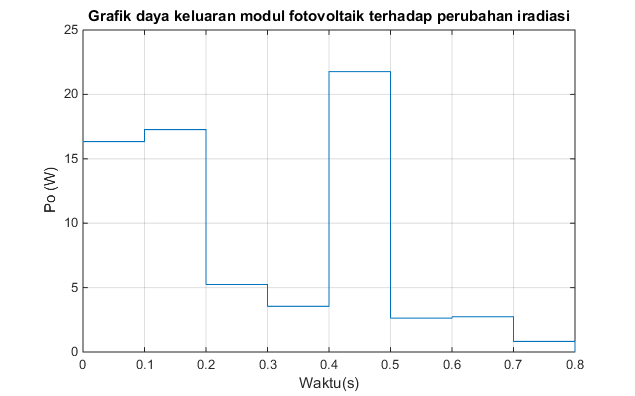 Grafik daya keluaran modul fotovoltaik terhadap perubahan iradiasi
25
20
15
10
5
0
Po (W)
0 0.1 0.2 0.3 0.4 0.5 0.6 0.7 0.8
Waktu(s)